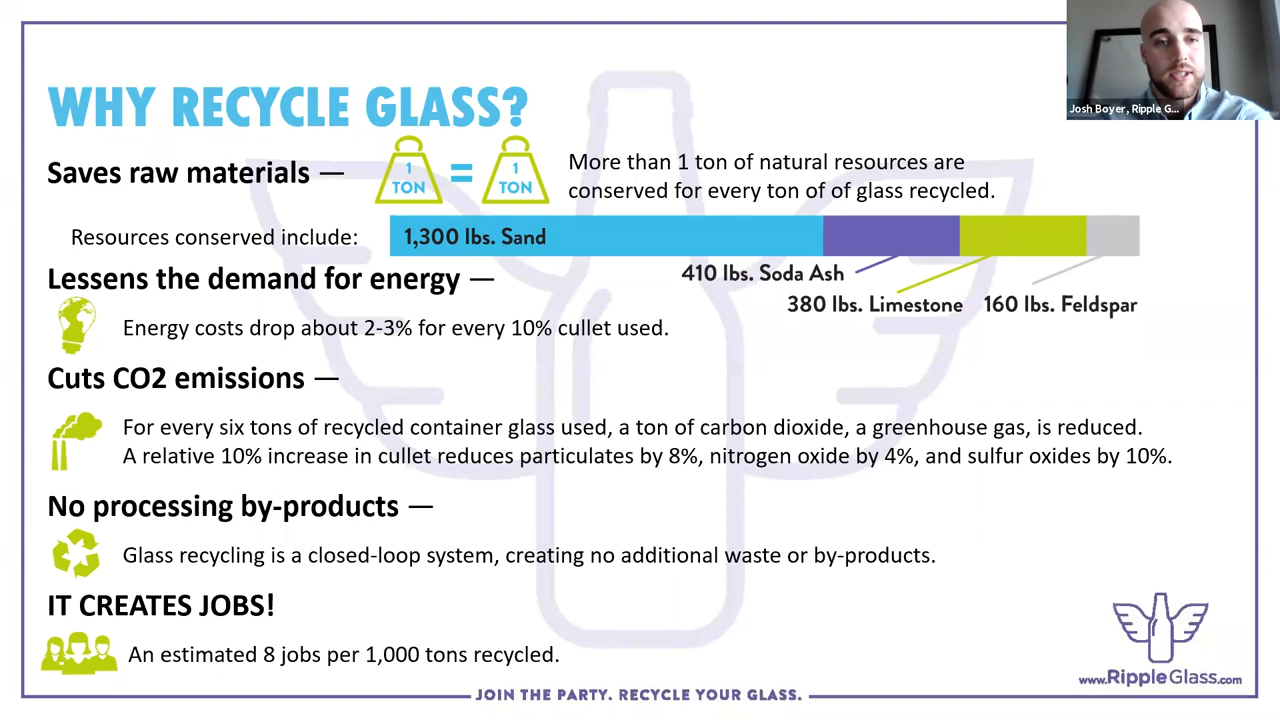 Josh Boyer, Ripple G...
WHY RECYCLE GLASS?
Saves raw materials —
1 TON = 1 TON
More than 1 ton of natural resources are
conserved for every ton of of glass recycled.
Resources conserved include:
1,300 lbs. Sand
410 lbs. Soda Ash
380 lbs. Limestone
160 lbs. Feldspar
Lessens the demand for energy —
Energy costs drop about 2-3% for every 10% cullet used.
Cuts CO2 emissions —
For every six tons of recycled container glass used, a ton of carbon dioxide, a greenhouse gas, is reduced.
A relative 10% increase in cullet reduces particulates by 8%, nitrogen oxide by 4%, and sulfur oxides by 10%.
No processing by-products —
Glass recycling is a closed-loop system, creating no additional waste or by-products.
IT CREATES JOBS!
An estimated 8 jobs per 1,000 tons recycled.
www.RippleGlass.com
JOIN THE PARTY. RECYCLE YOUR GLASS.